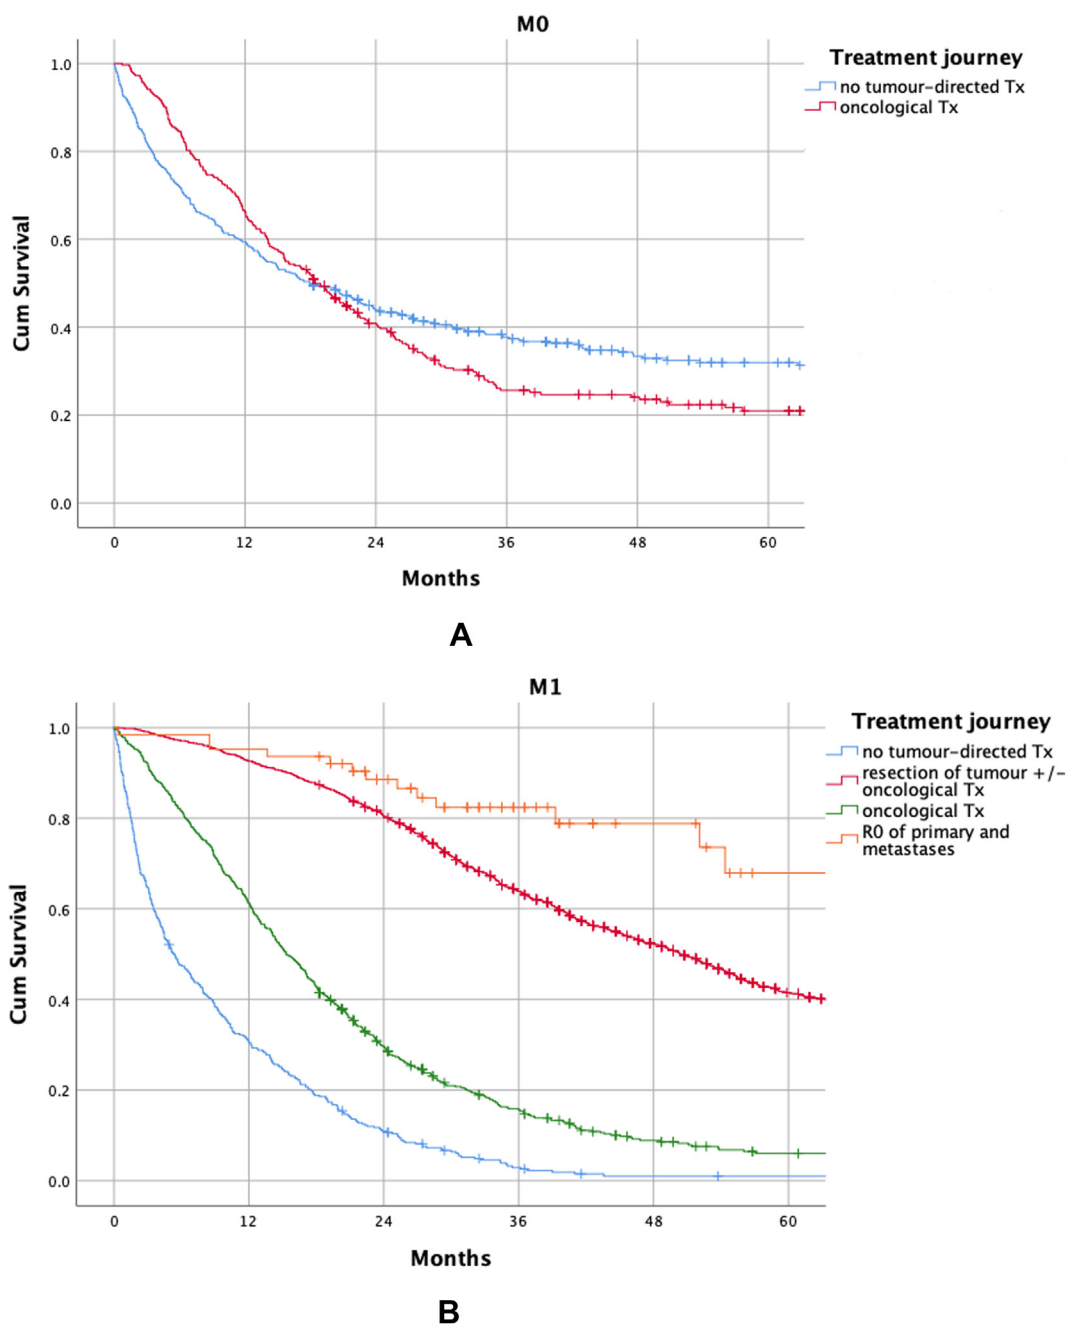 M0
Treatment journey
no tumour-directed Tx
oncological Tx
Cum Survival
1.0
0.8
0.6
0.4
0.2
0.0
0 12 24 36 48 60
Months
A
M1
Treatment journey
no tumour-directed Tx
resection of tumour +/-
oncological Tx
oncological Tx
R0 of primary and
metastases
Cum Survival
1.0
0.8
0.6
0.4
0.2
0.0
0 12 24 36 48 60
Months
B